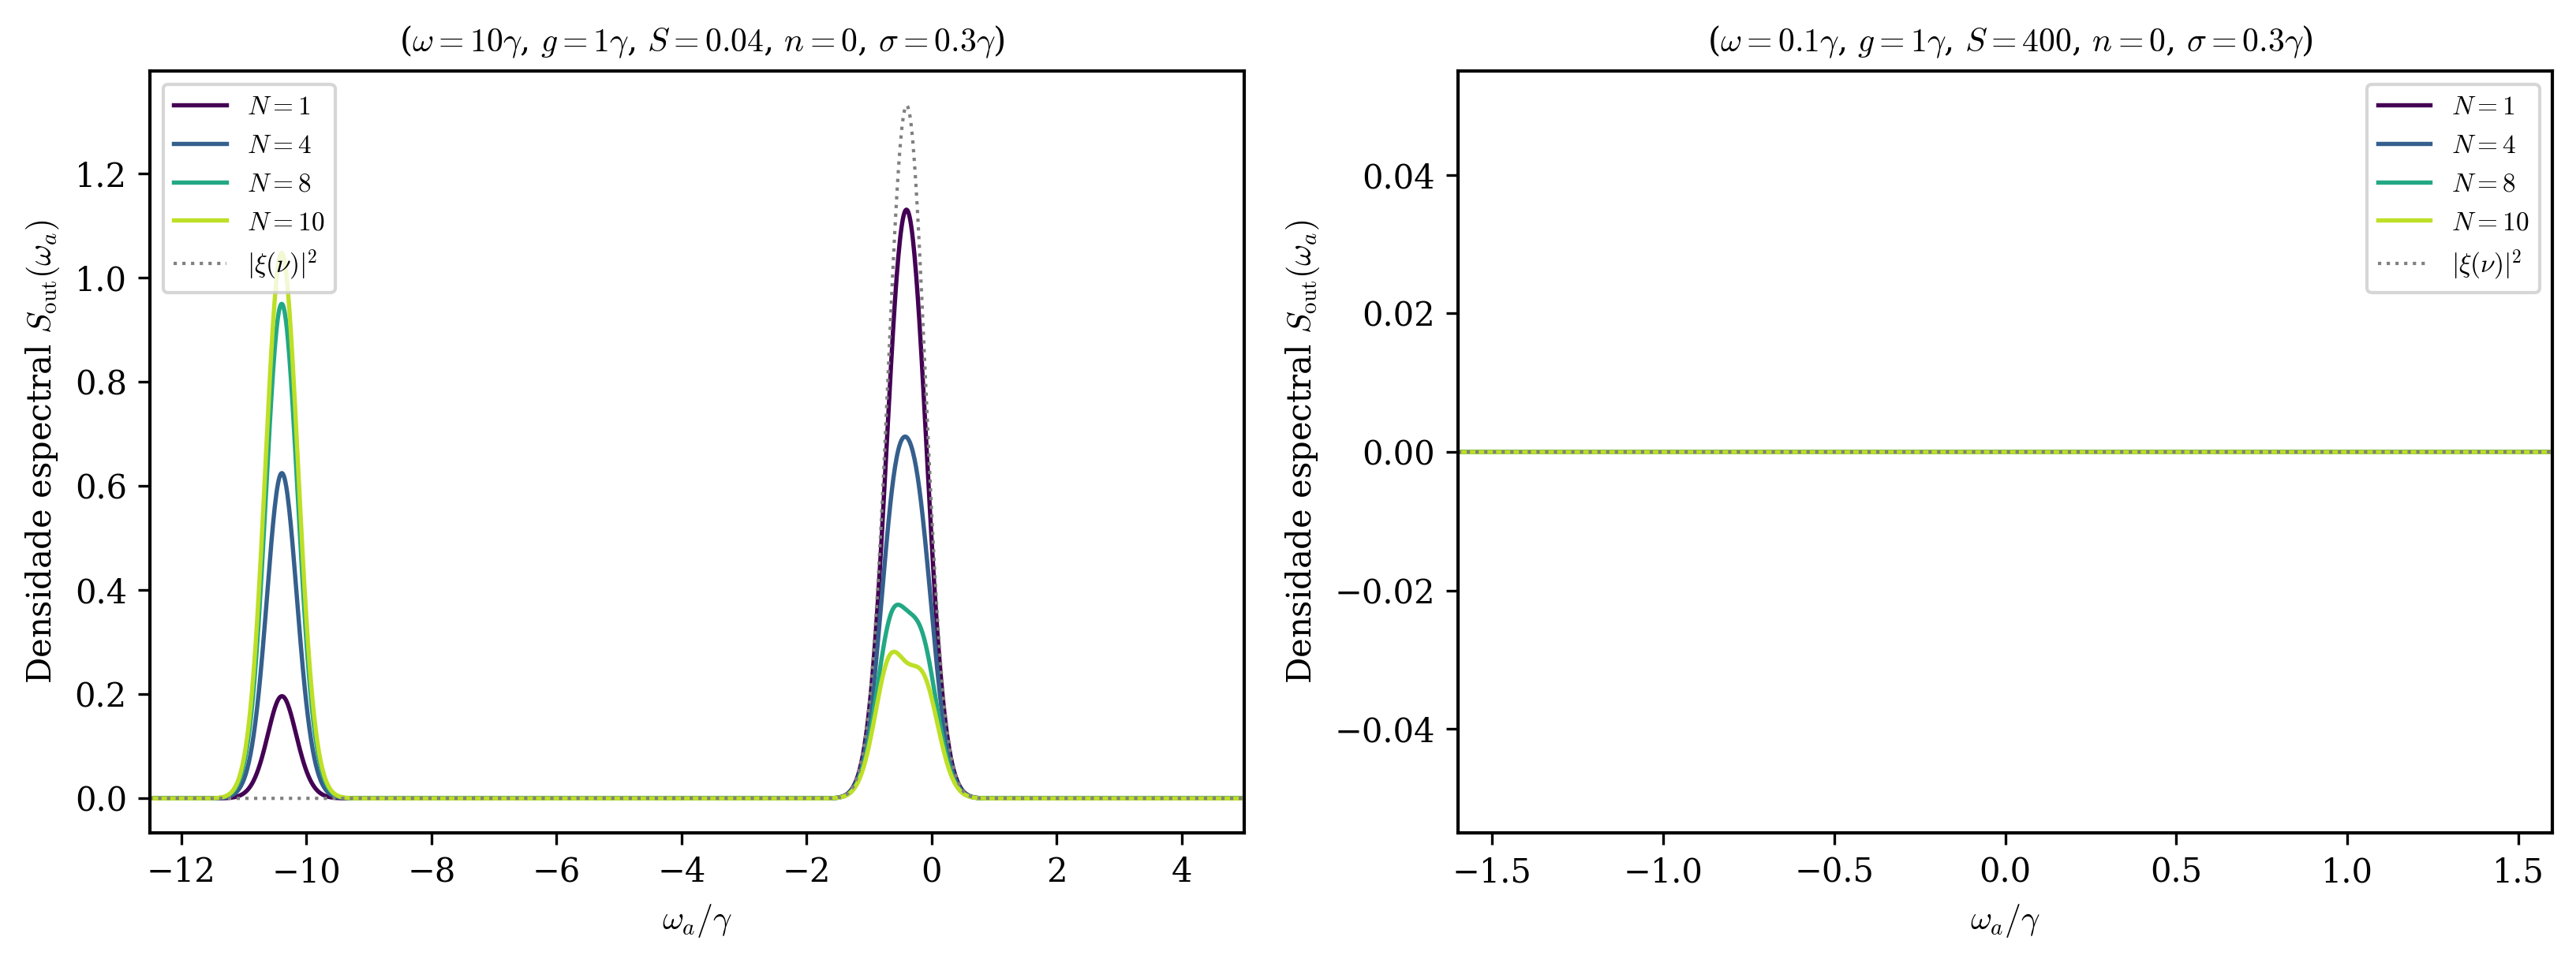 (ω = 10γ, g = 1γ, S = 0.04, n = 0, σ = 0.3γ)
Densidade espectral S_out(ω_a)
1.2
1.0
0.8
0.6
0.4
0.2
0.0
N = 1
N = 4
N = 8
N = 10
|ξ(ν)|²
−12 −10 −8 −6 −4 −2 0 2 4
ω_a/γ
(ω = 0.1γ, g = 1γ, S = 400, n = 0, σ = 0.3γ)
Densidade espectral S_out(ω_a)
0.04
0.02
0.00
−0.02
−0.04
N = 1
N = 4
N = 8
N = 10
|ξ(ν)|²
−1.5 −1.0 −0.5 0.0 0.5 1.0 1.5
ω_a/γ